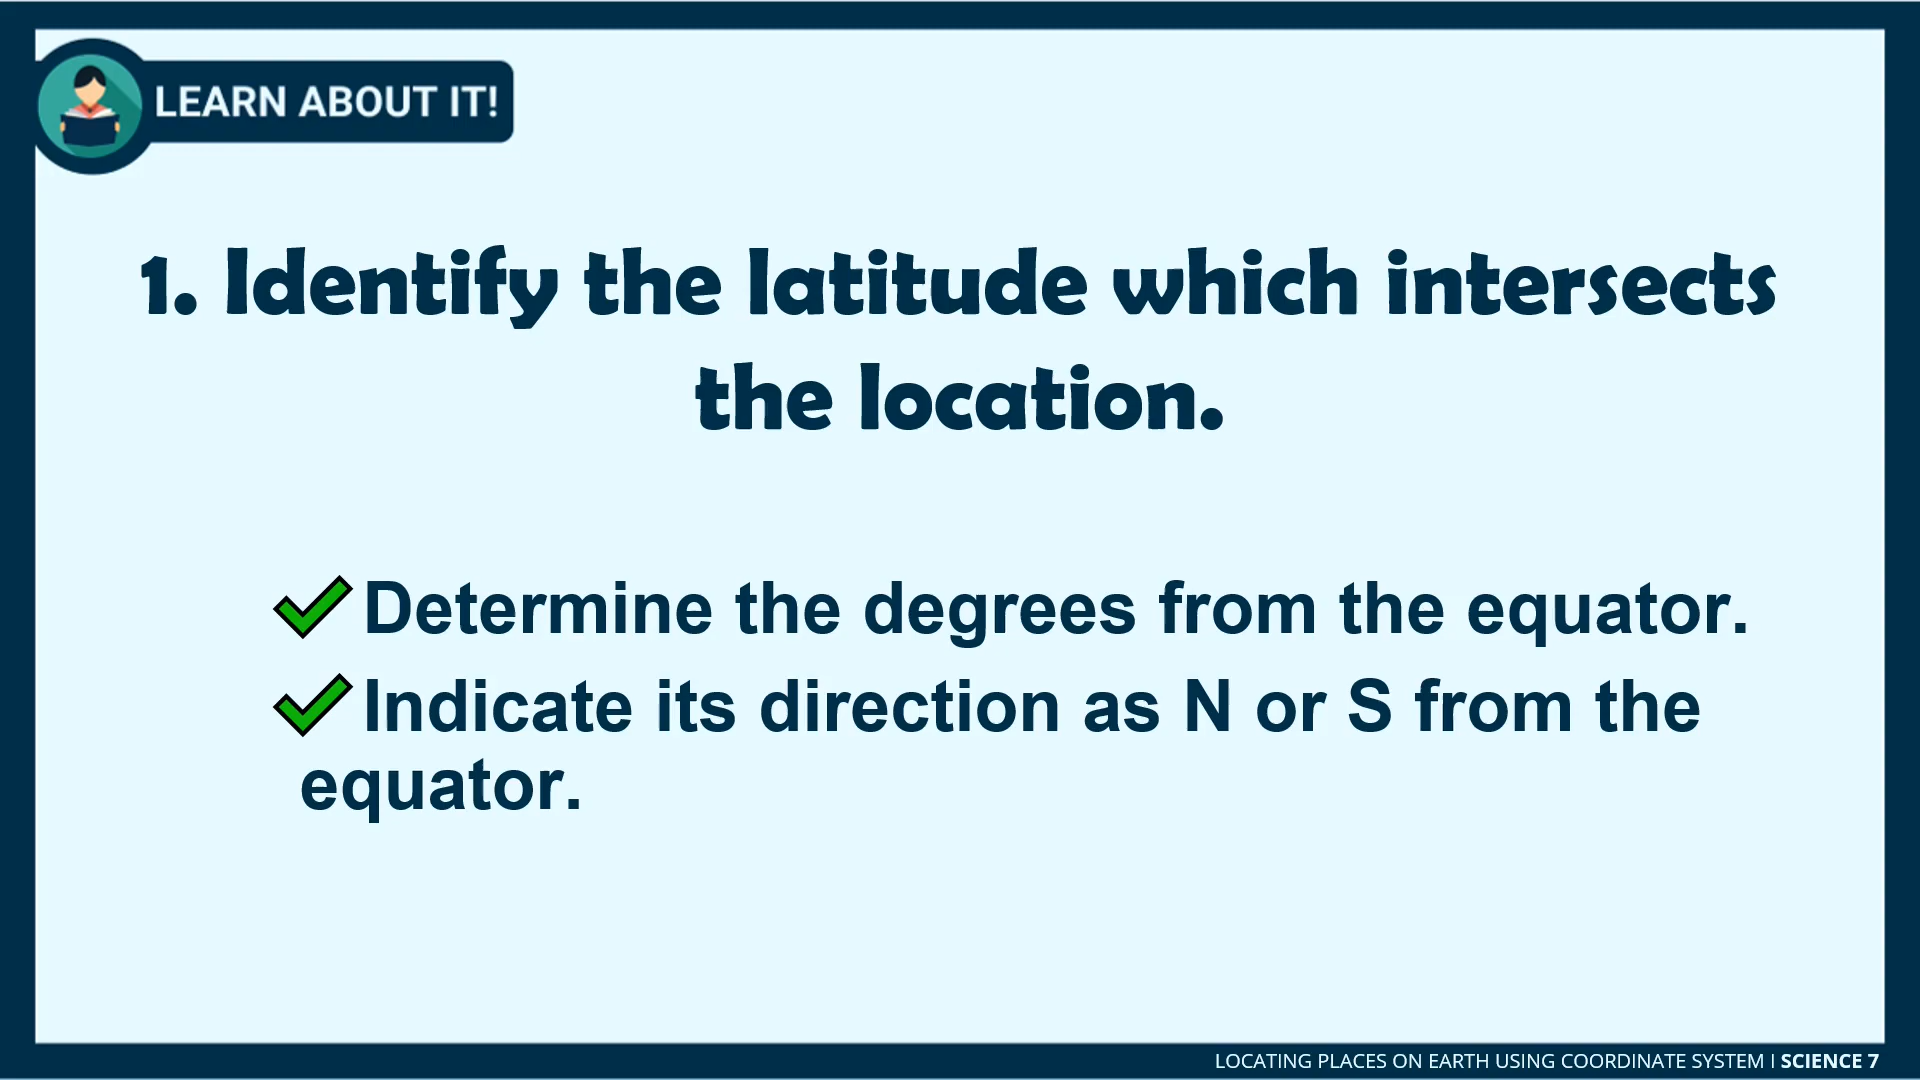 LEARN ABOUT IT!
1. Identify the latitude which intersects
the location.
Determine the degrees from the equator.
Indicate its direction as N or S from the
equator.
LOCATING PLACES ON EARTH USING COORDINATE SYSTEM I SCIENCE 7